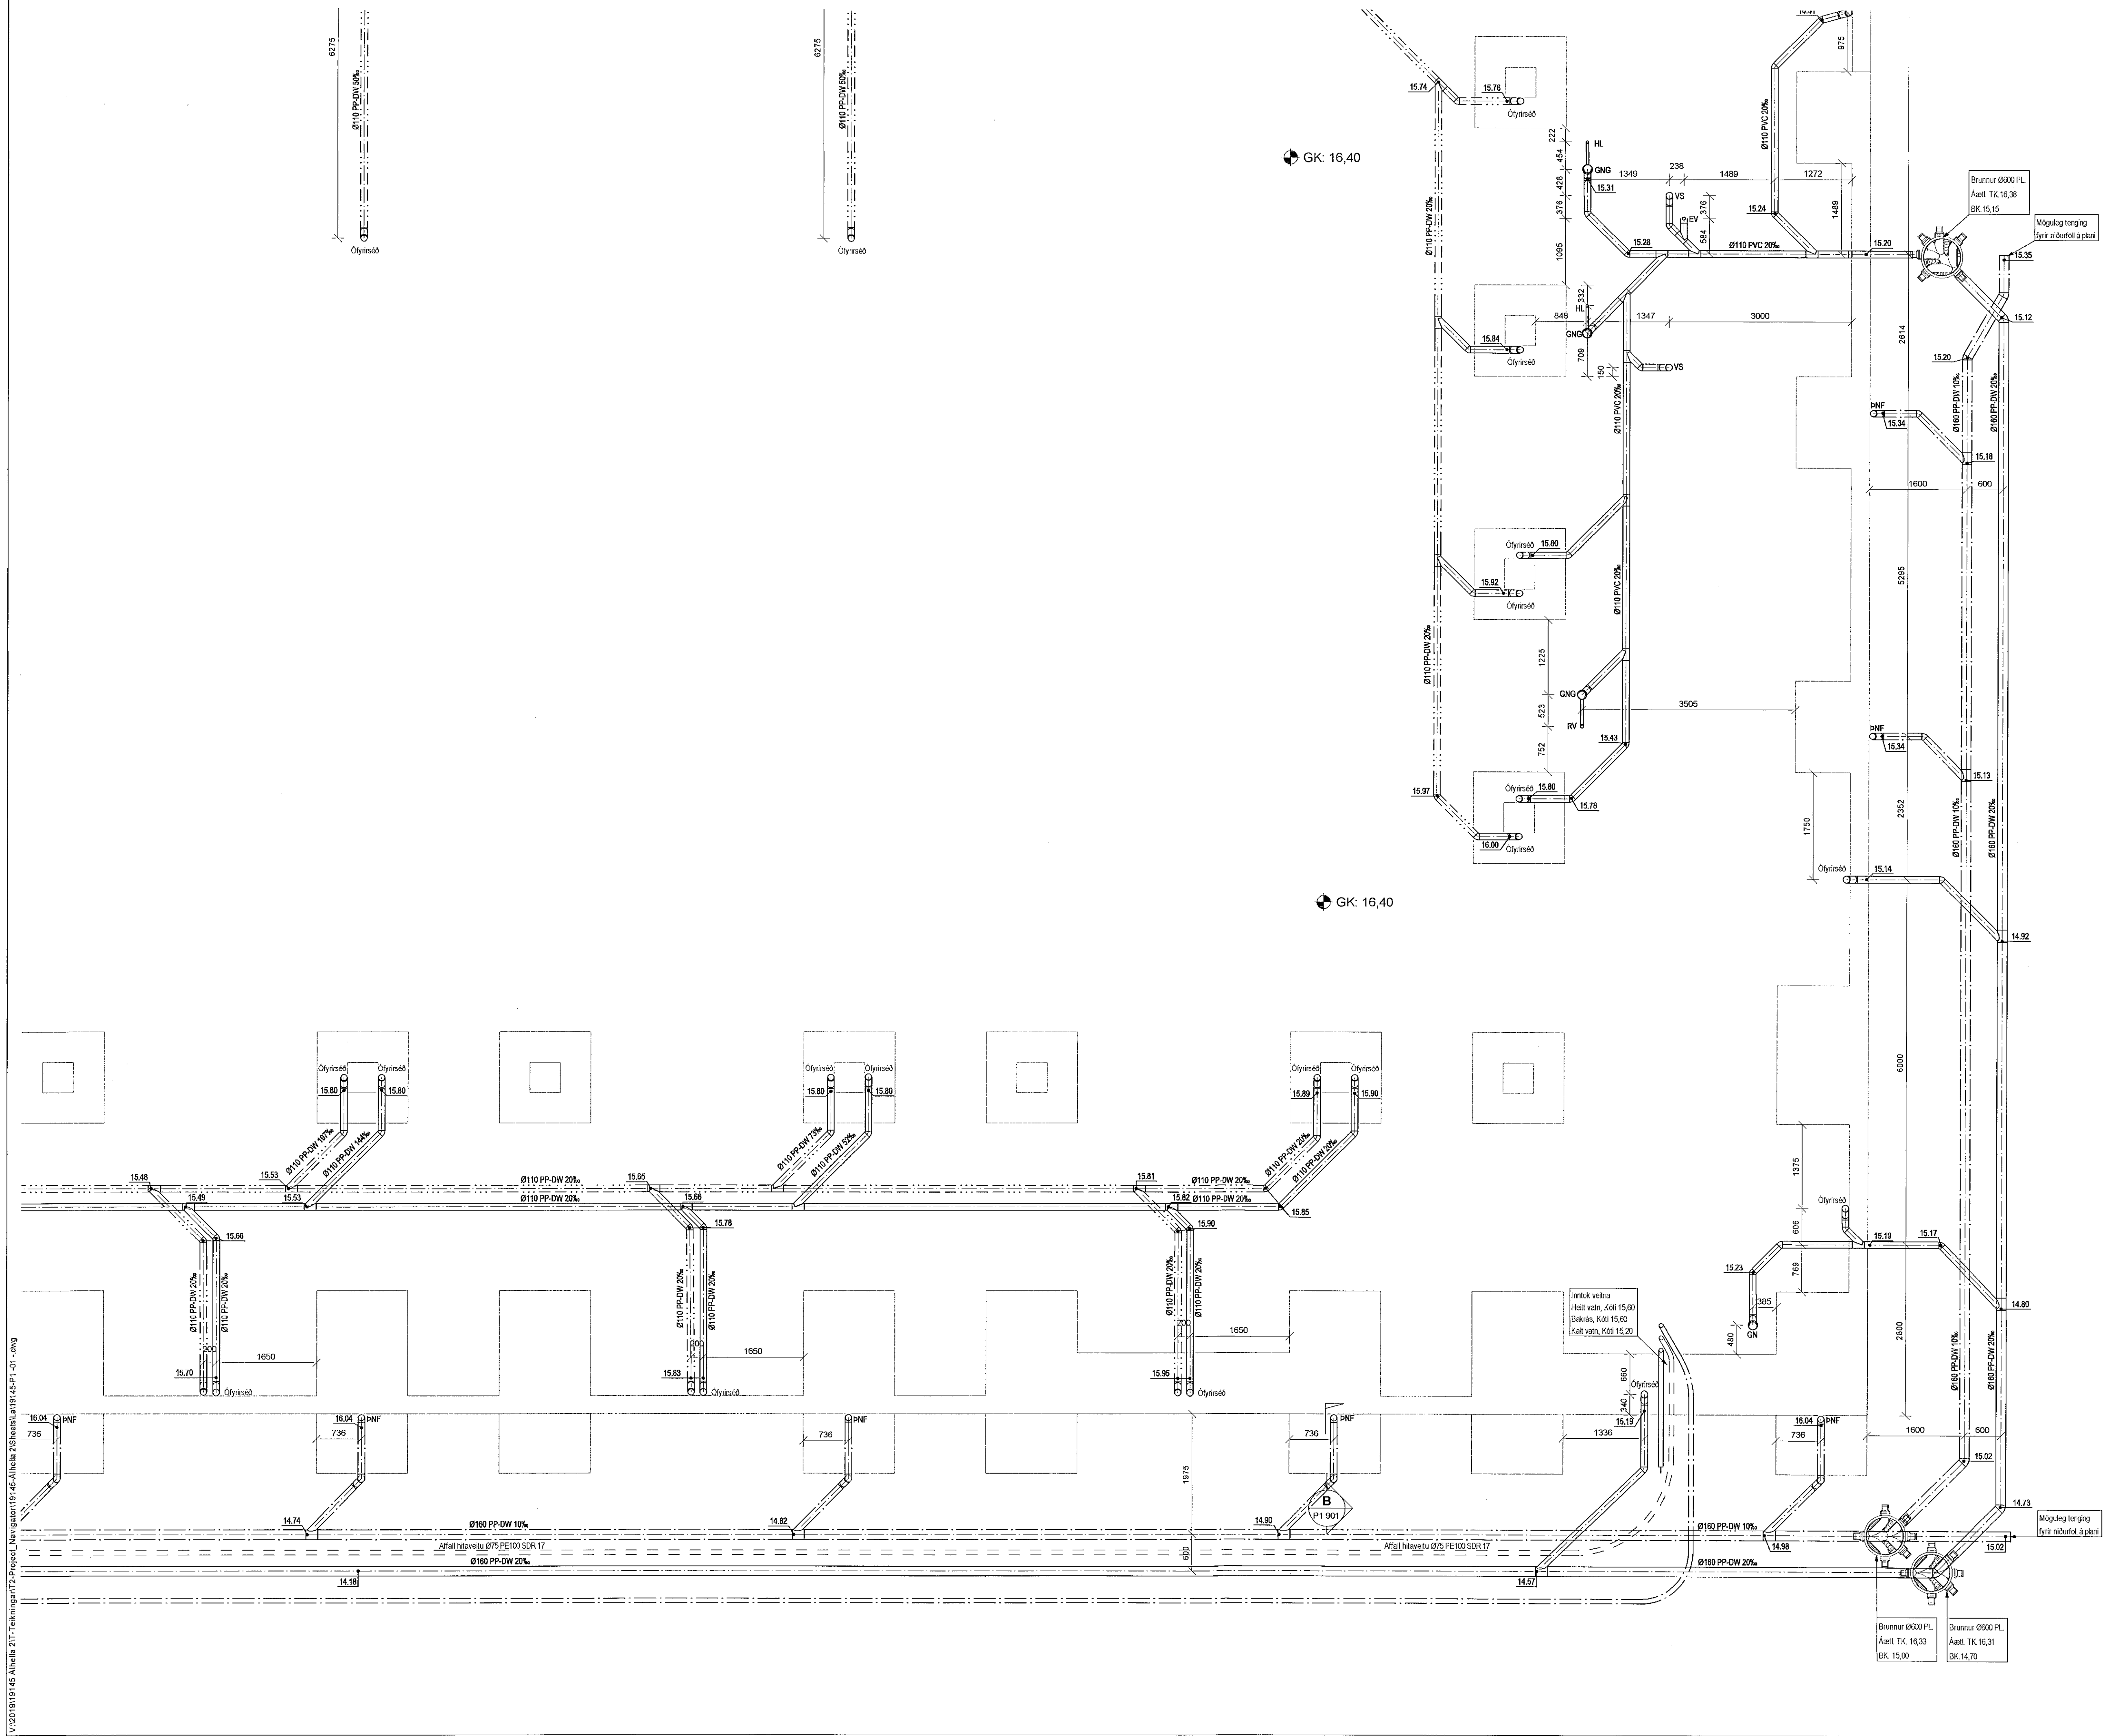 6275
Ø110 PP-DW 50‰
6275
Ø110 PP-DW 50‰
Ófyrirséð
Ófyrirséð
15.74
15.76
Ófyrirséð
GK: 16,40
222
454
428
376
1095
HL
GNG
15.31
1349
238
1489
1272
VS
EV
376
584
15.24
Ø110 PVC 20‰
975
1489
15.28
Ø110 PVC 20‰
15.20
Brunnur Ø600 PL.
Áætl. TK.16,38
BK.15,15
Möguleg tenging
fyrir niðurföll á plani
15.35
15.12
15.20
Ø110 PP-DW 20‰
332
HL
848
1347
3000
GNG
709
150
VS
15.84
Ófyrirséð
2614
Ø160 PP-DW 10‰
Ø160 PP-DW 20‰
ÞNF
15.34
15.18
1600
600
Ø110 PVC 20‰
Ófyrirséð
15.80
15.92
Ófyrirséð
Ø110 PVC 20‰
5295
Ø110 PP-DW 20‰
1225
GNG
523
RV
752
3505
15.43
ÞNF
15.34
15.13
15.97
Ófyrirséð
15.80
15.78
16.00
Ófyrirséð
1750
2352
Ø160 PP-DW 10‰
Ø160 PP-DW 20‰
Ófyrirséð
15.14
14.92
GK: 16,40
6000
Ófyrirséð
Ófyrirséð
15.80
15.80
Ófyrirséð
Ófyrirséð
15.80
15.80
Ófyrirséð
Ófyrirséð
15.89
15.90
Ø110 PP-DW 197‰
Ø110 PP-DW 144‰
Ø110 PP-DW 73‰
Ø110 PP-DW 52‰
Ø110 PP-DW 20‰
Ø110 PP-DW 20‰
15.48
15.53
15.49
15.53
Ø110 PP-DW 20‰
Ø110 PP-DW 20‰
15.65
15.66
15.81
Ø110 PP-DW 20‰
15.82
Ø110 PP-DW 20‰
15.85
15.66
15.78
15.90
Ø110 PP-DW 20‰
Ø110 PP-DW 20‰
Ø110 PP-DW 20‰
Ø110 PP-DW 20‰
Ø110 PP-DW 20‰
Ø110 PP-DW 20‰
200
1650
15.70
Ófyrirséð
200
1650
15.83
Ófyrirséð
200
1650
15.95
Ófyrirséð
1375
Ófyrirséð
606
15.19
15.17
769
15.23
385
GN
480
14.80
2800
Inntök veitna
Heitt vatn, Kóti 15,60
Bakrás, Kóti 15,60
Kalt vatn, Kóti 15,20
660
Ófyrirséð
340
15.19
1336
Ø160 PP-DW 10‰
Ø160 PP-DW 20‰
16.04
ÞNF
736
16.04
ÞNF
736
ÞNF
736
ÞNF
736
16.04
ÞNF
736
1600
600
15.02
1975
B
P1 901
14.74
14.82
14.90
14.98
14.73
Ø160 PP-DW 10‰
Ø160 PP-DW 10‰
Affall hitaveitu Ø75 PE100 SDR 17
Affall hitaveitu Ø75 PE100 SDR 17
600
Ø160 PP-DW 20‰
Ø160 PP-DW 20‰
14.18
14.57
15.02
Möguleg tenging
fyrir niðurföll á plani
Brunnur Ø600 PL.
Áætl. TK. 16,33
BK. 15,00
Brunnur Ø600 PL.
Áætl. TK.16,31
BK.14,70